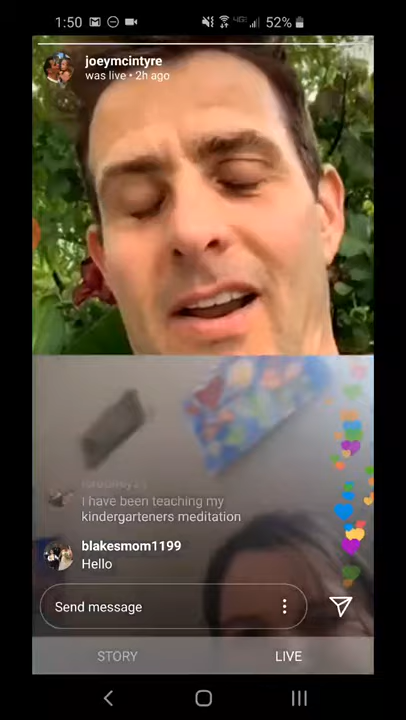 1:50
52%
joeymcintyre
was live • 2h ago
I have been teaching my
kindergarteners meditation
blakesmom1199
Hello
Send message
STORY
LIVE